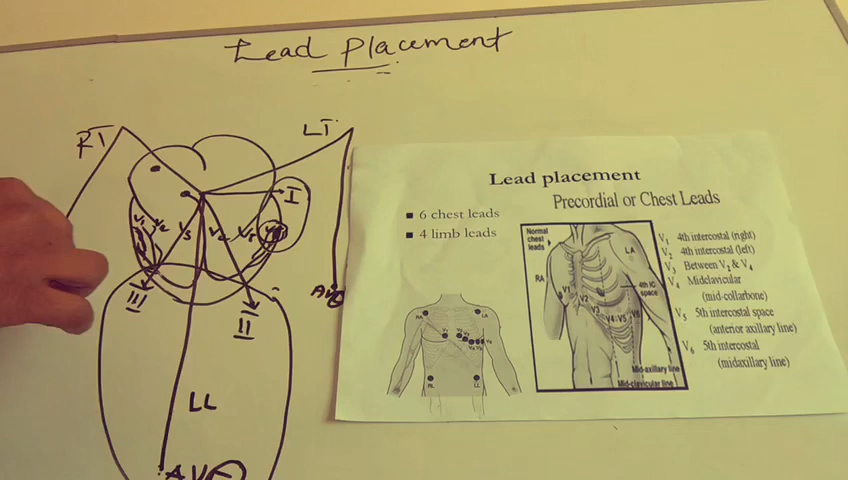 Lead placement
RT
LT
I
V1
V2
V3
V4
V5
III
II
LL
AVF
Lead placement
Precordial or Chest Leads
▪ 6 chest leads
▪ 4 limb leads
Normal
chest
leads
LA
RA
4th IC
space
V1
V2
V3
V4 V5 V6
Mid-axillary line
Mid-clavicular line
V1 4th intercostal (right)
V2 4th intercostal (left)
V3 Between V2 & V4
V4 Midclavicular
(mid-collarbone)
V5 5th intercostal space
(anterior axillary line)
V6 5th intercostal
(midaxillary line)
RA
LA
V1
V2
RL
LL